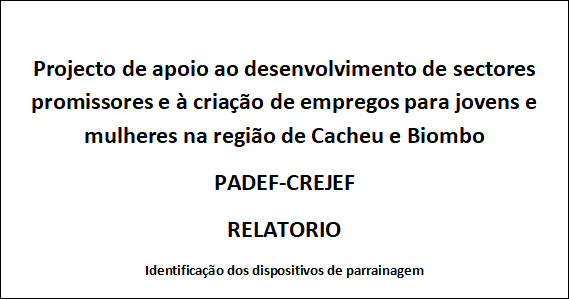 Projecto de apoio ao desenvolvimento de sectores
promissores e à criação de empregos para jovens e
mulheres na região de Cacheu e Biombo
PADEF-CREJEF
RELATORIO
Identificação dos dispositivos de parrainagem